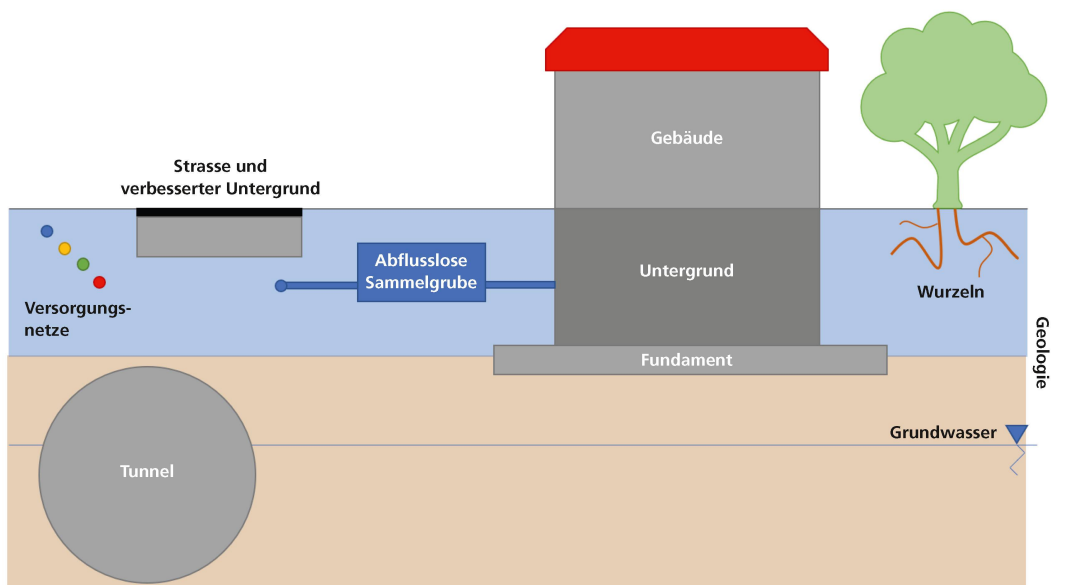 Gebäude
Strasse und
verbesserter Untergrund
Abflusslose
Sammelgrube
Untergrund
Wurzeln
Versorgungs-
netze
Geologie
Fundament
Grundwasser
Tunnel